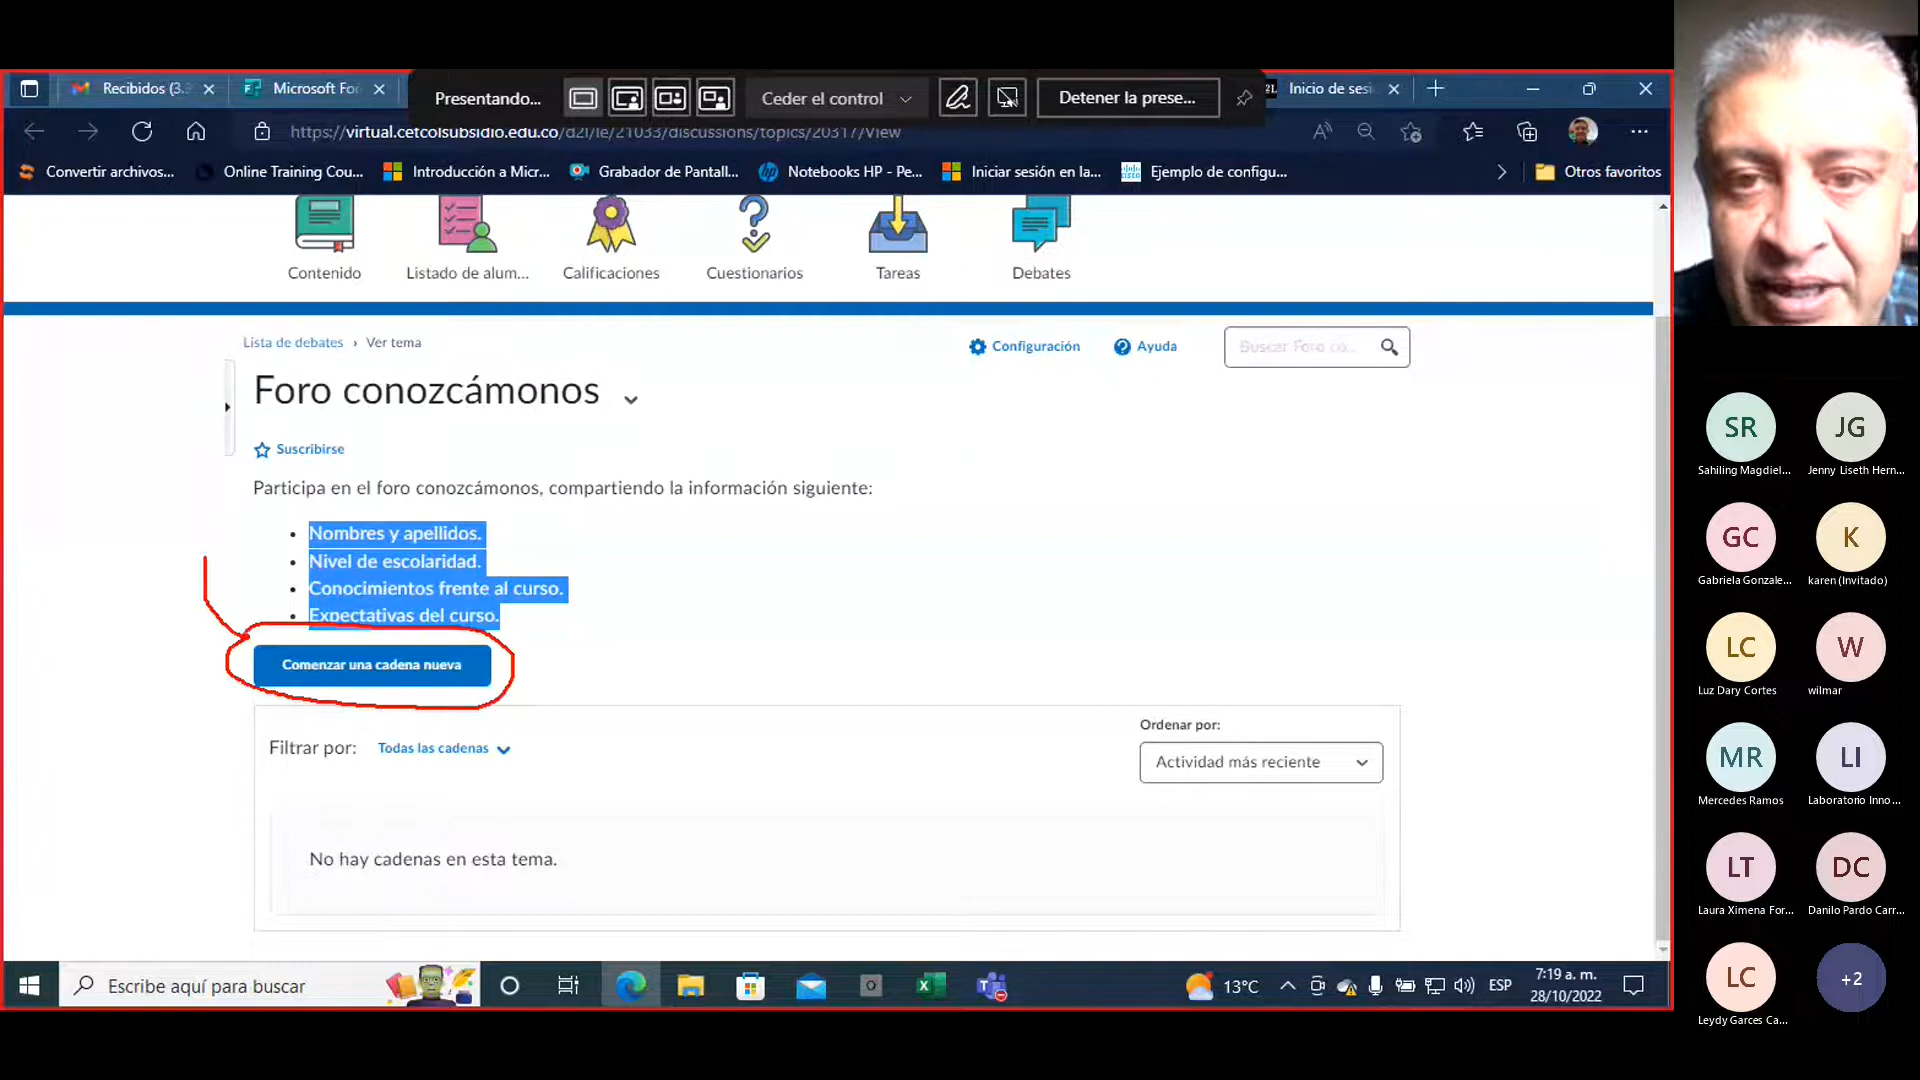 Recibidos (3.
Microsoft Fo
Presentando...
Ceder el control
Detener la prese...
Inicio de sesi
https://virtual.cetcolsubsidio.edu.co/d2l/le/21033/discussions/topics/20317/View
Convertir archivos...
Online Training Cou...
Introducción a Micr...
Grabador de Pantall...
Notebooks HP - Pe...
Iniciar sesión en la...
Ejemplo de configu...
Otros favoritos
Contenido
Listado de alum...
Calificaciones
Cuestionarios
Tareas
Debates
Lista de debates › Ver tema
Configuración
Ayuda
Buscar Foro co...
Foro conozcámonos
Suscribirse
Participa en el foro conozcámonos, compartiendo la información siguiente:
• Nombres y apellidos.
• Nivel de escolaridad.
• Conocimientos frente al curso.
• Expectativas del curso.
Comenzar una cadena nueva
Ordenar por:
Filtrar por: Todas las cadenas
Actividad más reciente
No hay cadenas en esta tema.
Escribe aquí para buscar
13°C
ESP
7:19 a. m.
28/10/2022
SR
Sahiling Magdiel...
JG
Jenny Liseth Hern...
GC
Gabriela Gonzale...
K
karen (Invitado)
LC
Luz Dary Cortes
W
wilmar
MR
Mercedes Ramos
LI
Laboratorio Inno...
LT
Laura Ximena For...
DC
Danilo Pardo Carr...
LC
Leydy Garces Ca...
+2